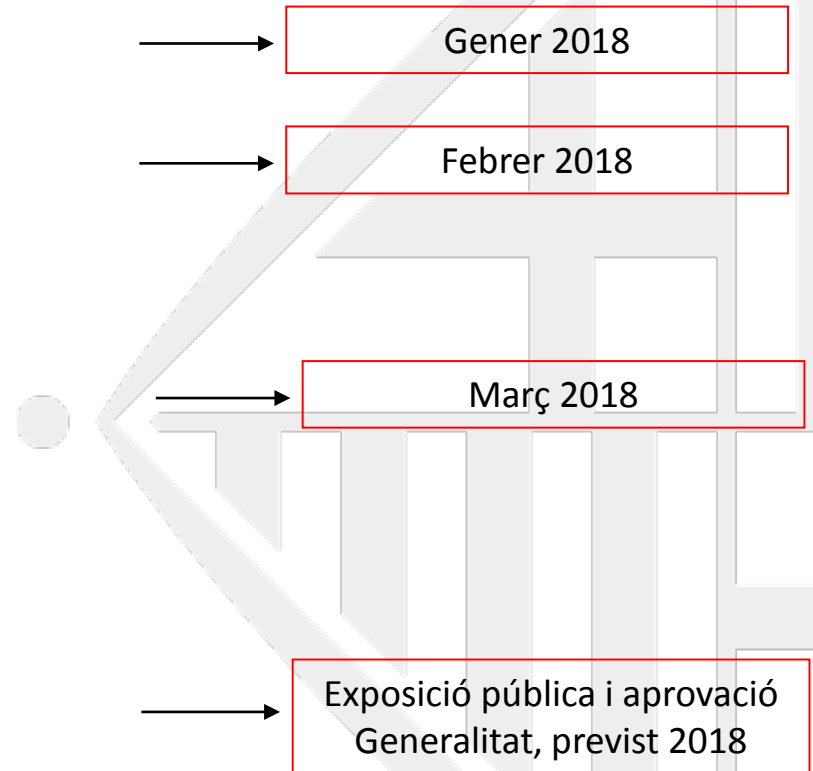 Gener 2018
Febrer 2018
Març 2018
Exposició pública i aprovació
Generalitat, previst 2018